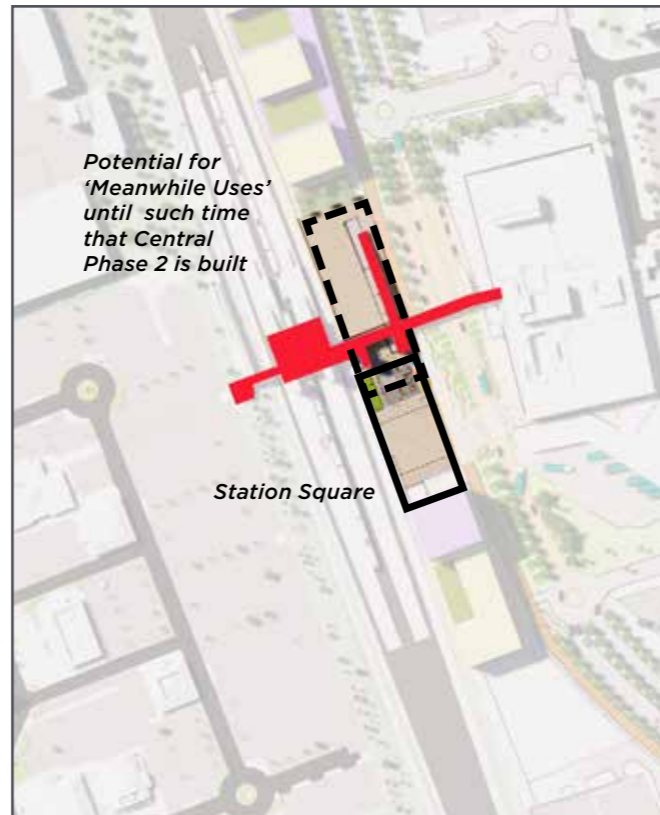 Potential for
‘Meanwhile Uses’
until such time
that Central
Phase 2 is built
Station Square